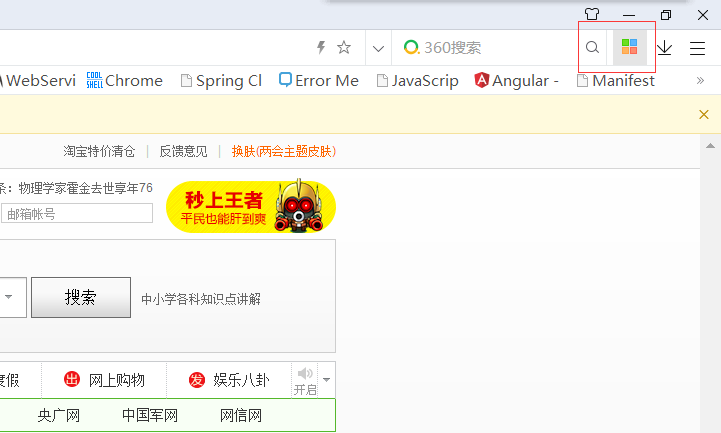 360搜索
WebServi COOL SHELL Chrome Spring Cl Error Me JavaScrip Angular - Manifest
淘宝特价清仓 | 反馈意见 | 换肤(两会主题皮肤)
条：物理学家霍金去世享年76
邮箱帐号
秒上王者
平民也能肝到爽
搜索 中小学各科知识点讲解
度假 出 网上购物 发 娱乐八卦 开启
央广网 中国军网 网信网